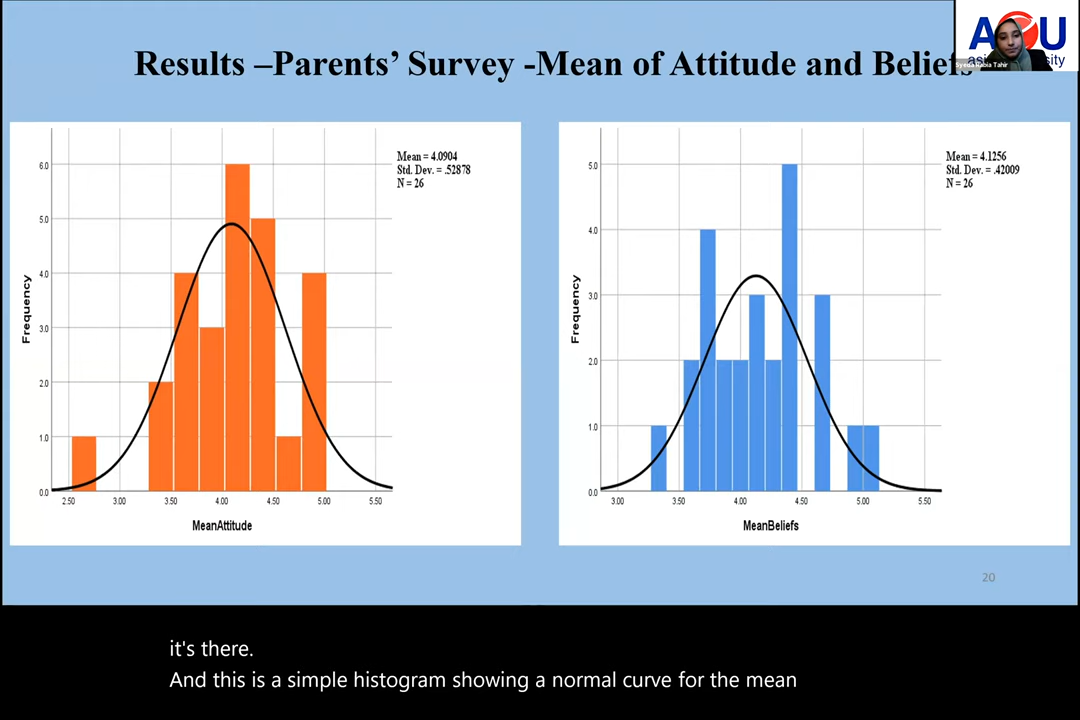 Results –Parents' Survey -Mean of Attitude and Beliefs
Syeda Rabia Tahir
Mean = 4.0904
Std. Dev. = .52878
N = 26
6.0
5.0
4.0
3.0
2.0
1.0
0.0
Frequency
2.50 3.00 3.50 4.00 4.50 5.00 5.50
MeanAttitude
Mean = 4.1256
Std. Dev. = .42009
N = 26
5.0
4.0
3.0
2.0
1.0
0.0
Frequency
3.00 3.50 4.00 4.50 5.00 5.50
MeanBeliefs
20
it's there.
And this is a simple histogram showing a normal curve for the mean